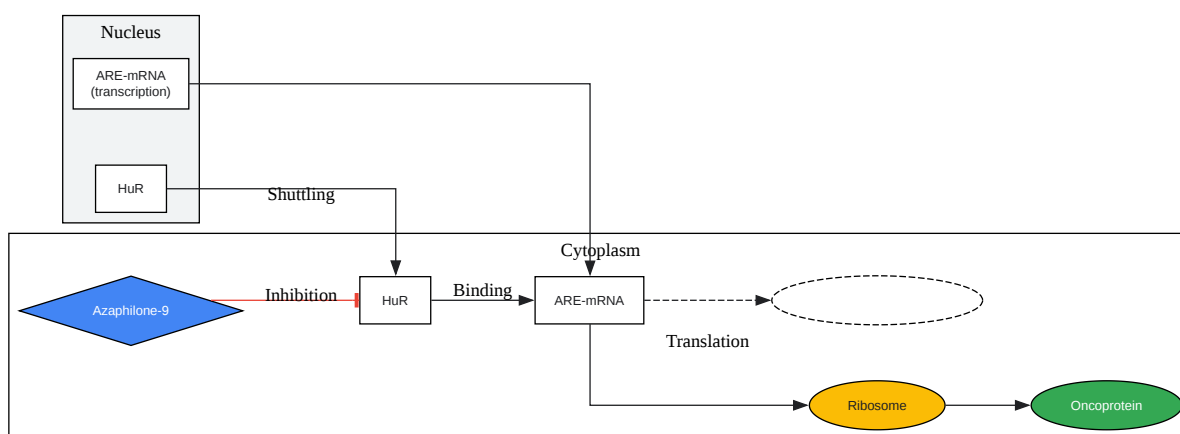 Nucleus
ARE-mRNA
(transcription)
HuR
Shuttling
Cytoplasm
Azaphilone-9
Inhibition
HuR
Binding
ARE-mRNA
Translation
Ribosome
Oncoprotein